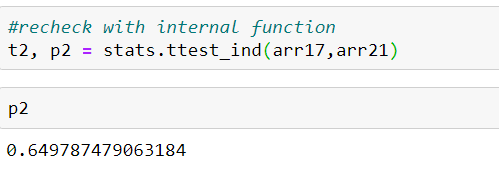 #recheck with internal function
t2, p2 = stats.ttest_ind(arr17,arr21)
p2
0.649787479063184